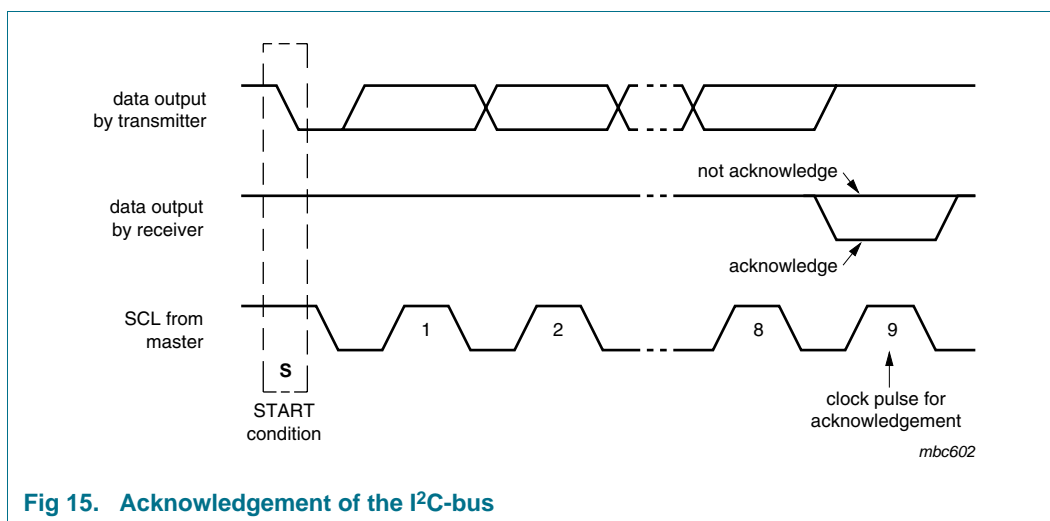 data output
by transmitter
not acknowledge
data output
by receiver
acknowledge
SCL from
master
1
2
8
9
S
START
condition
clock pulse for
acknowledgement
mbc602
Fig 15. Acknowledgement of the I²C-bus